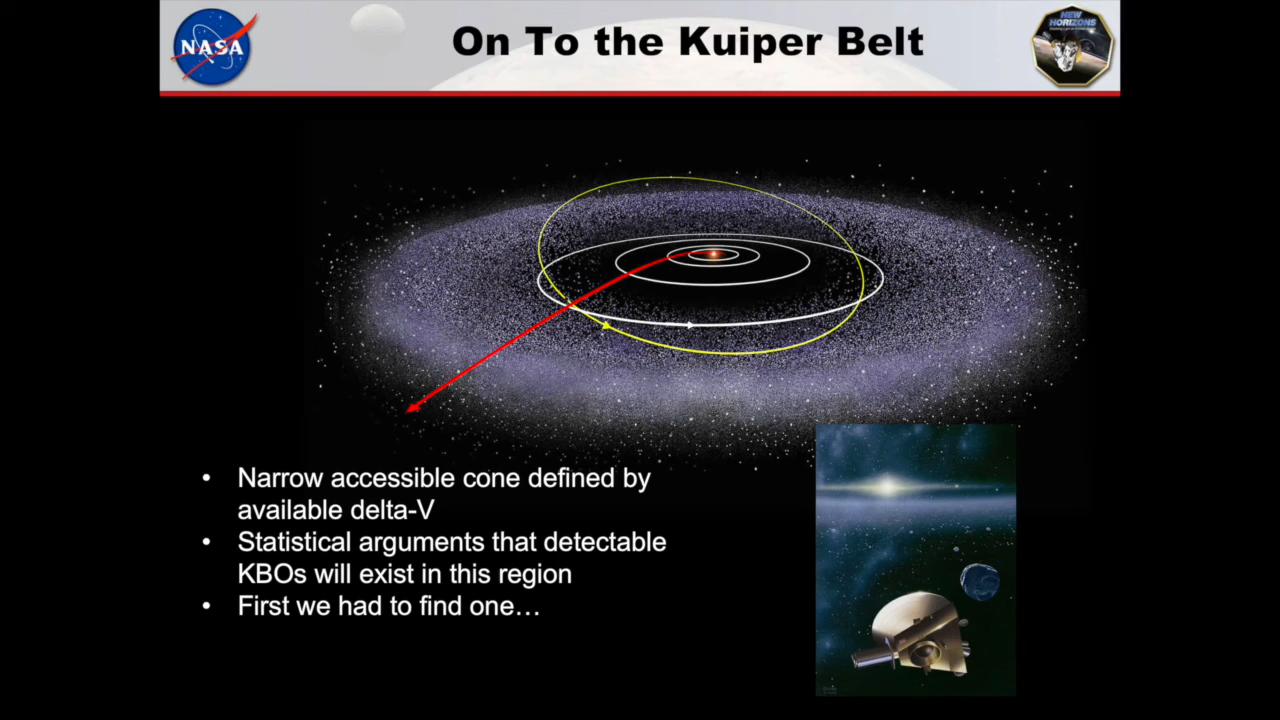 NASA
On To the Kuiper Belt
NEW
HORIZONS
• Narrow accessible cone defined by
available delta-V
• Statistical arguments that detectable
KBOs will exist in this region
• First we had to find one…